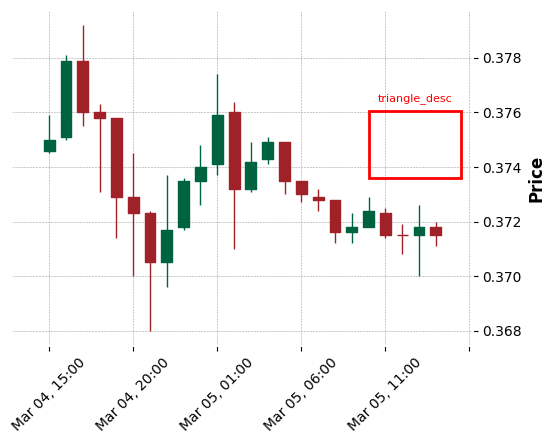 0.378
triangle_desc
0.376
0.374
0.372
0.370
0.368
Price
Mar 04, 15:00
Mar 04, 20:00
Mar 05, 01:00
Mar 05, 06:00
Mar 05, 11:00